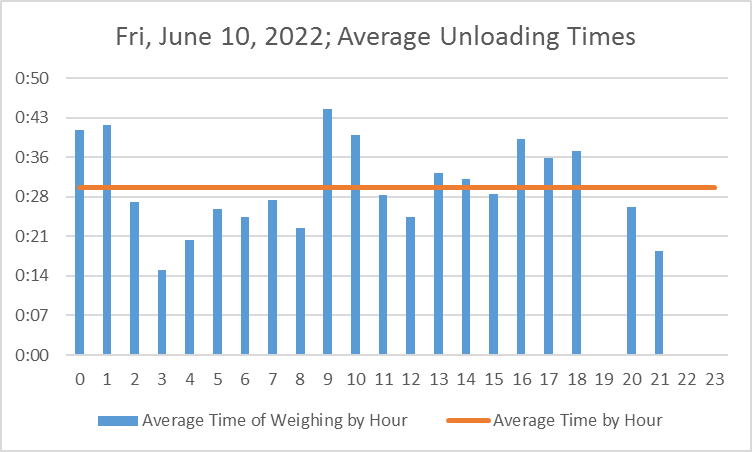 Fri, June 10, 2022; Average Unloading Times
0:50
0:43
0:36
0:28
0:21
0:14
0:07
0:00
0 1 2 3 4 5 6 7 8 9 10 11 12 13 14 15 16 17 18 19 20 21 22 23
Average Time of Weighing by Hour Average Time by Hour